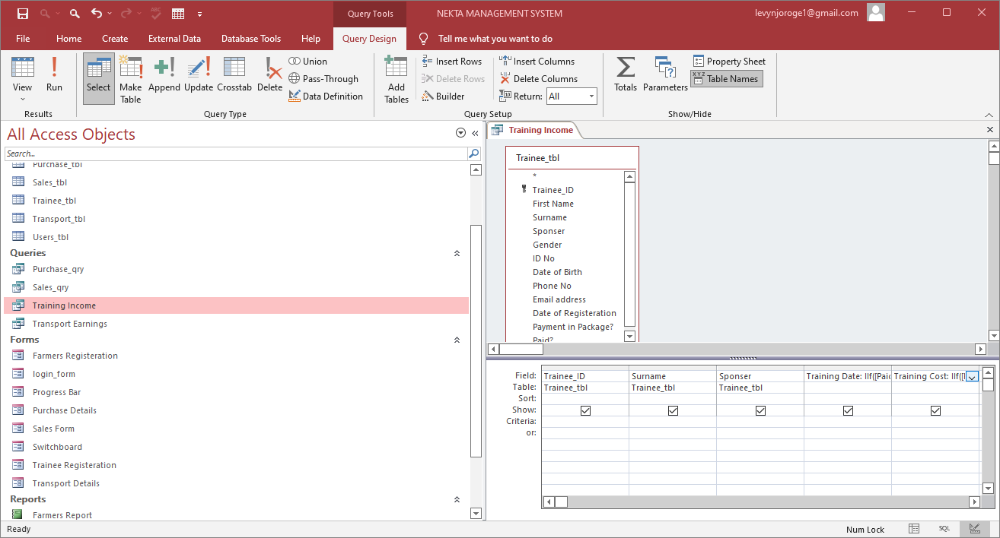 ABC
Query Tools
NEKTA MANAGEMENT SYSTEM
levynjoroge1@gmail.com
File
Home
Create
External Data
Database Tools
Help
Query Design
Tell me what you want to do
View
Run
Results
Select
Make Table
Append
Update
Crosstab
Delete
Union
Pass-Through
Data Definition
Query Type
Add Tables
Insert Rows
Delete Rows
Builder
Insert Columns
Delete Columns
Return: All
Query Setup
Totals
Parameters
Property Sheet
XYZ Table Names
Show/Hide
All Access Objects
Search...
Purchase_tbl
Sales_tbl
Trainee_tbl
Transport_tbl
Users_tbl
Queries
Purchase_qry
Sales_qry
Training Income
Transport Earnings
Forms
Farmers Registeration
login_form
Progress Bar
Purchase Details
Sales Form
Switchboard
Trainee Registeration
Transport Details
Reports
Farmers Report
Training Income
Trainee_tbl
*
Trainee_ID
First Name
Surname
Sponser
Gender
ID No
Date of Birth
Phone No
Email address
Date of Registeration
Payment in Package?
Paid?
Field: Trainee_ID Surname Sponser Training Date: IIf([Paid Training Cost: IIf([
Table: Trainee_tbl Trainee_tbl Trainee_tbl
Sort:
Show:
Criteria:
or:
Ready
Num Lock
SQL